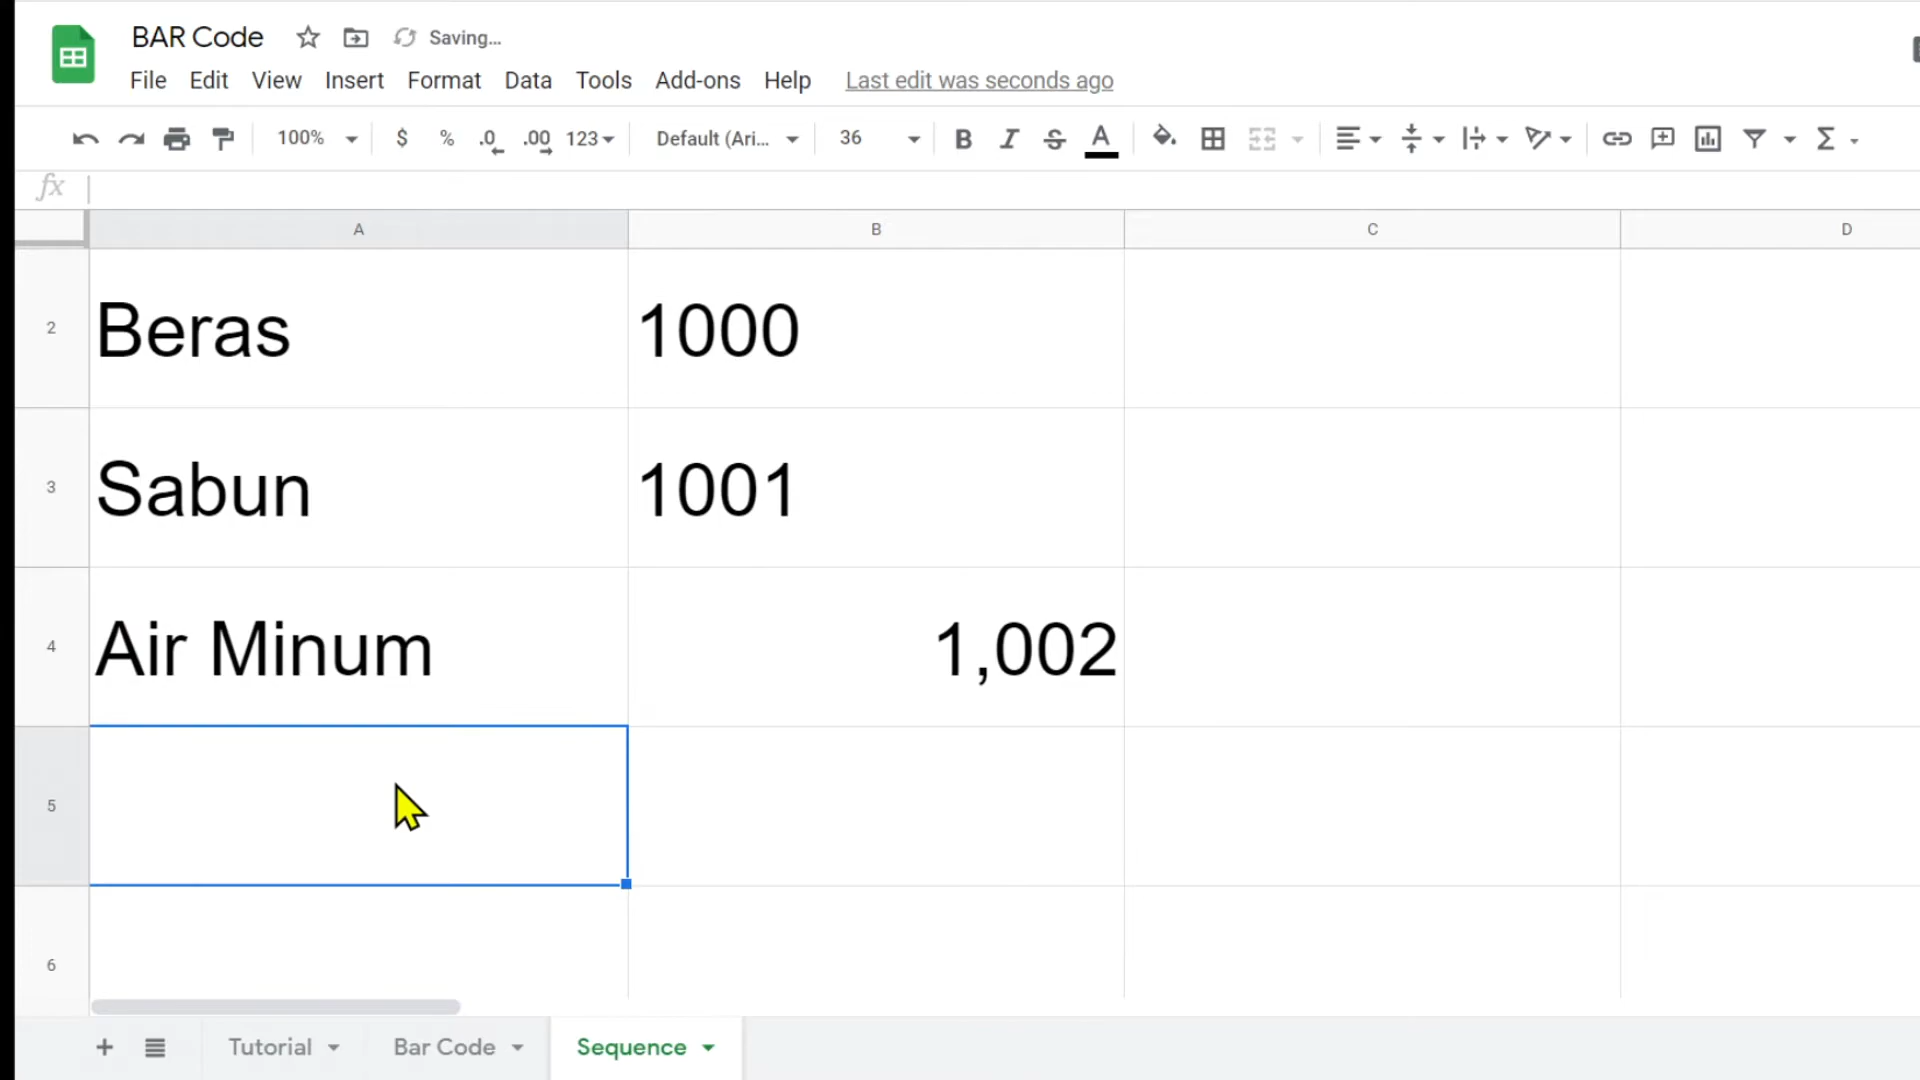 BAR Code Saving...
File Edit View Insert Format Data Tools Add-ons Help Last edit was seconds ago
100% $ % .0 .00 123 Default (Ari... 36 B I S A Σ
fx
A B C D
2 Beras 1000
3 Sabun 1001
4 Air Minum 1,002
5
6
+ Tutorial Bar Code Sequence